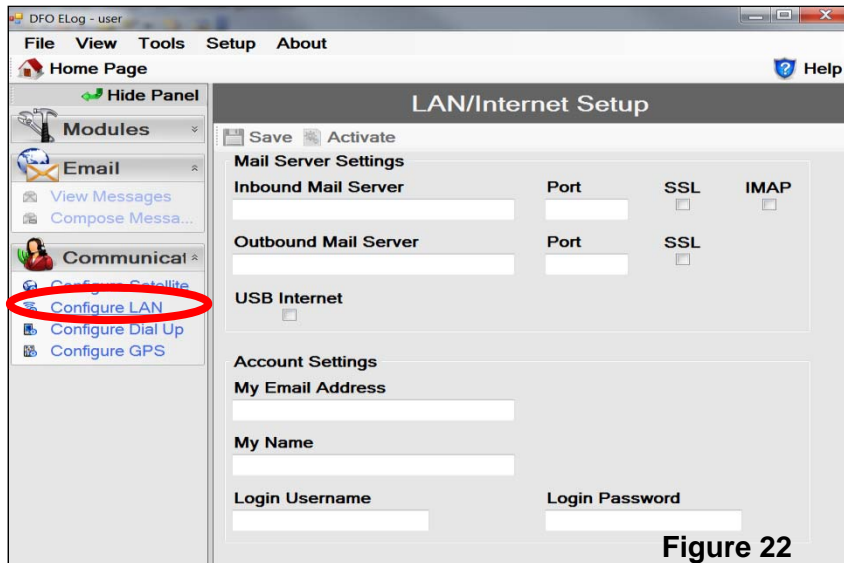 DFO ELog - user
File View Tools Setup About
Home Page
Help
Hide Panel
Modules
Email
View Messages
Compose Messa...
Communicat
Configure Satellite
Configure LAN
Configure Dial Up
Configure GPS
LAN/Internet Setup
Save Activate
Mail Server Settings
Inbound Mail Server Port SSL IMAP
Outbound Mail Server Port SSL
USB Internet
Account Settings
My Email Address
My Name
Login Username Login Password
Figure 22